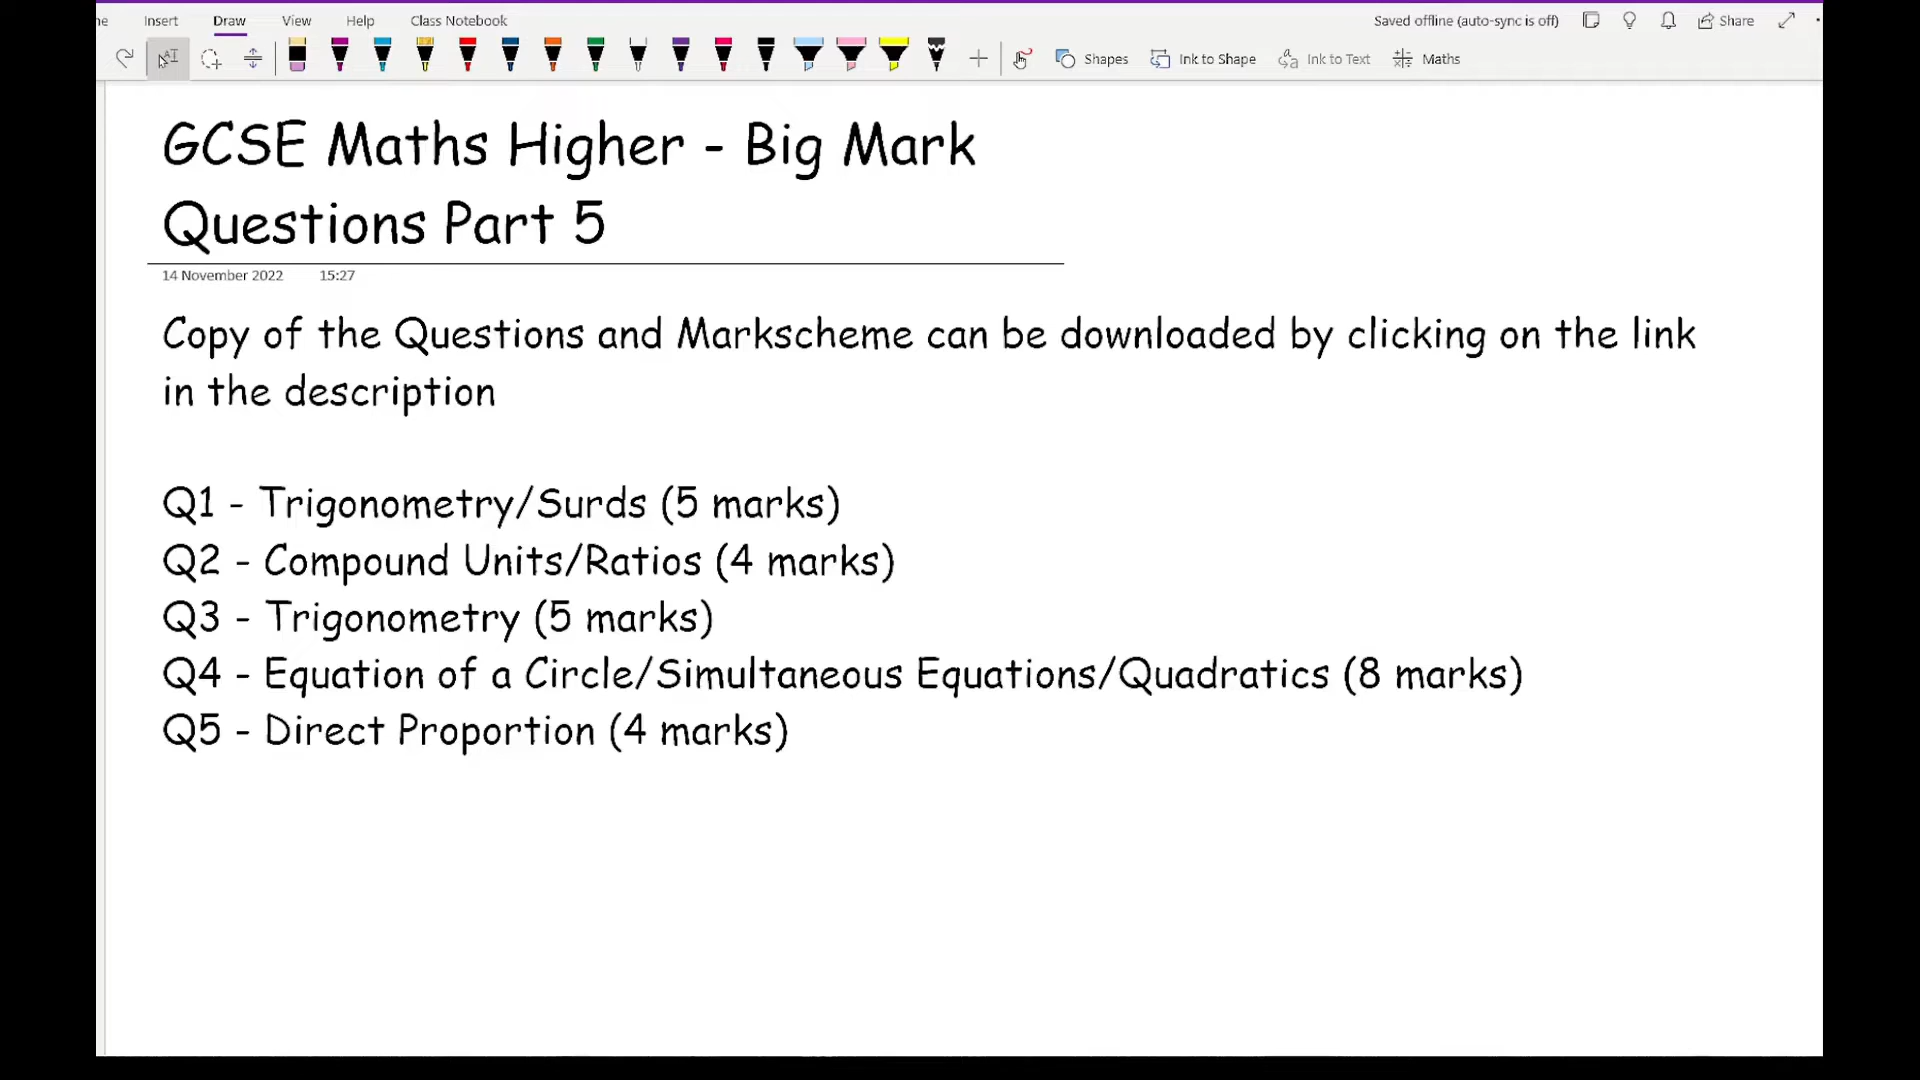 Insert Draw View Help Class Notebook Saved offline (auto-sync is off) Share
Shapes Ink to Shape Ink to Text Maths
GCSE Maths Higher - Big Mark
Questions Part 5
14 November 2022 15:27
Copy of the Questions and Markscheme can be downloaded by clicking on the link
in the description
Q1 - Trigonometry/Surds (5 marks)
Q2 - Compound Units/Ratios (4 marks)
Q3 - Trigonometry (5 marks)
Q4 - Equation of a Circle/Simultaneous Equations/Quadratics (8 marks)
Q5 - Direct Proportion (4 marks)